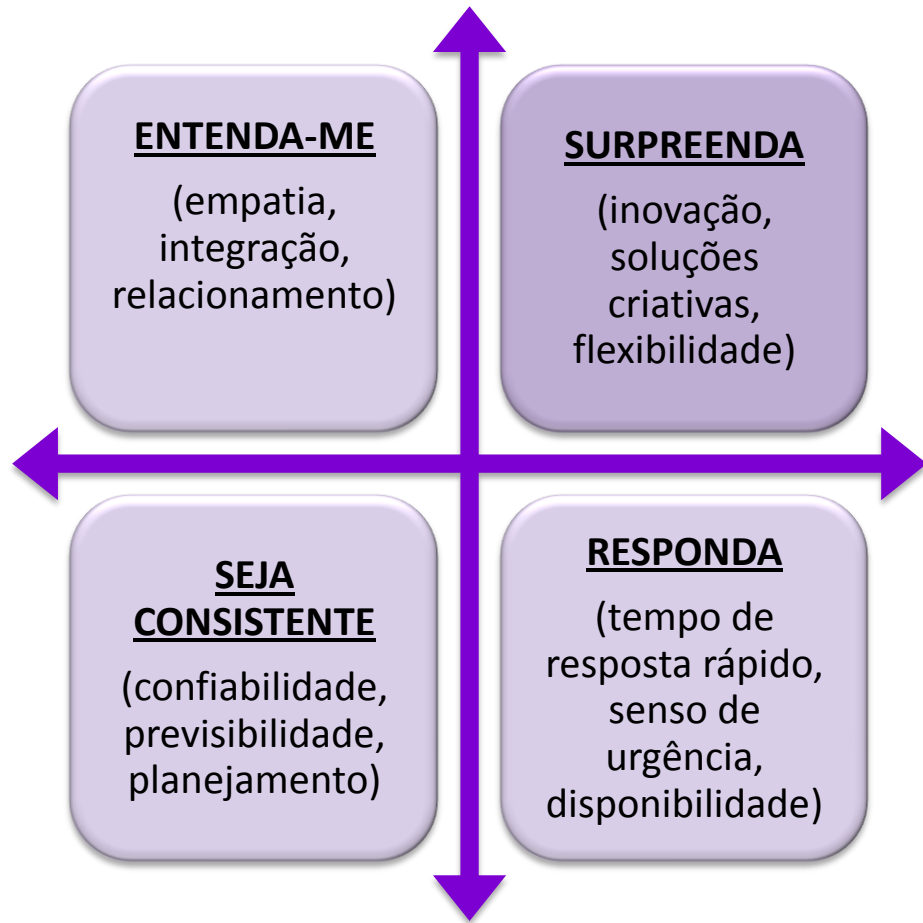 ENTENDA-ME
(empatia,
integração,
relacionamento)
SURPREENDA
(inovação,
soluções
criativas,
flexibilidade)
SEJA
CONSISTENTE
(confiabilidade,
previsibilidade,
planejamento)
RESPONDA
(tempo de
resposta rápido,
senso de
urgência,
disponibilidade)